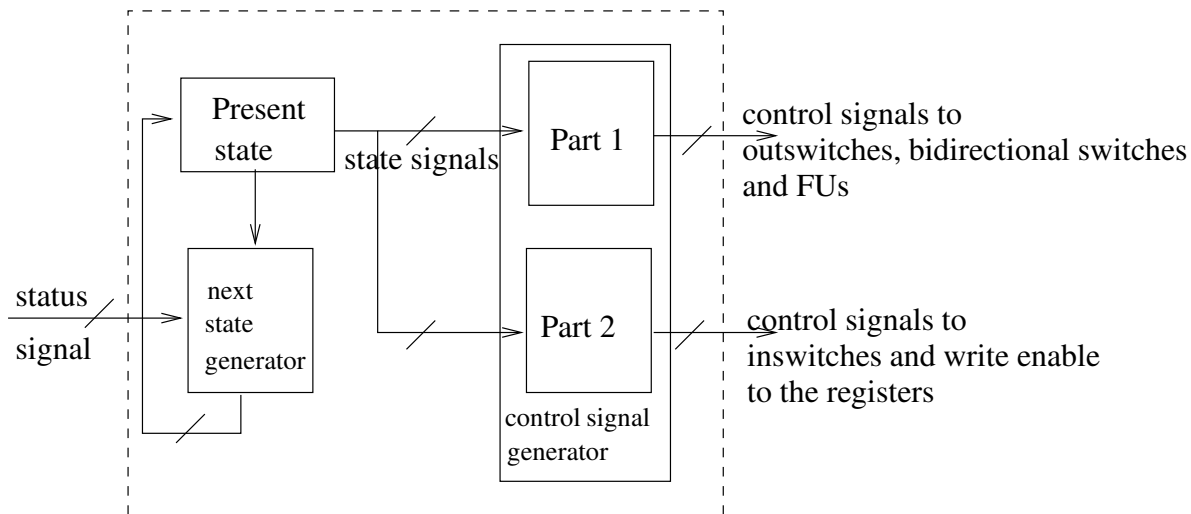 Present
state
state signals
Part 1
control signals to
outswitches, bidirectional switches
and FUs
status
signal
next
state
generator
Part 2
control signals to
inswitches and write enable
to the registers
control signal
generator